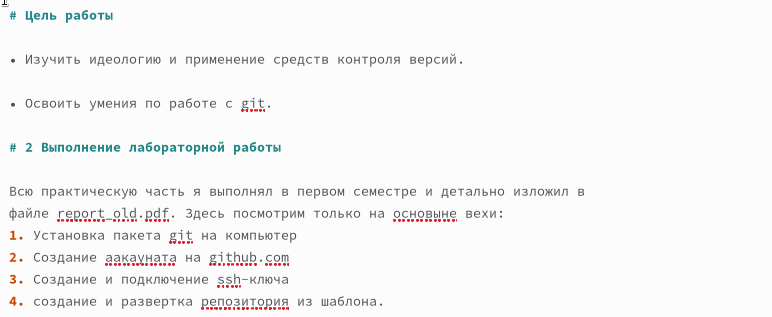 # Цель работы
• Изучить идеологию и применение средств контроля версий.
• Освоить умения по работе с git.
# 2 Выполнение лабораторной работы
Всю практическую часть я выполнял в первом семестре и детально изложил в
файле report_old.pdf. Здесь посмотрим только на основыне вехи:
1. Установка пакета git на компьютер
2. Создание аакауната на github.com
3. Создание и подключение ssh-ключа
4. создание и развертка репозитория из шаблона.